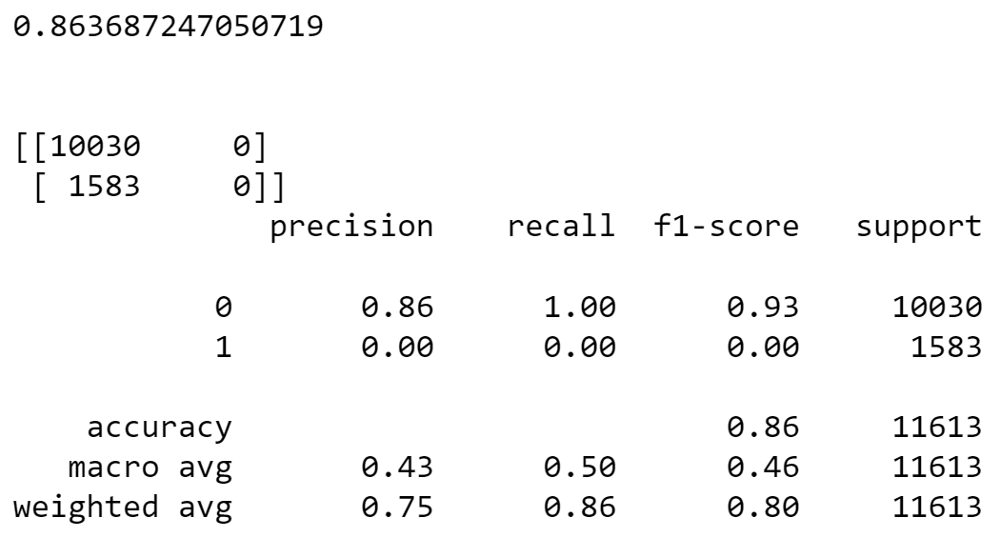 0.863687247050719
[[10030     0]
 [ 1583     0]]
              precision    recall  f1-score   support
           0       0.86      1.00      0.93     10030
           1       0.00      0.00      0.00      1583
    accuracy                           0.86     11613
   macro avg       0.43      0.50      0.46     11613
weighted avg       0.75      0.86      0.80     11613